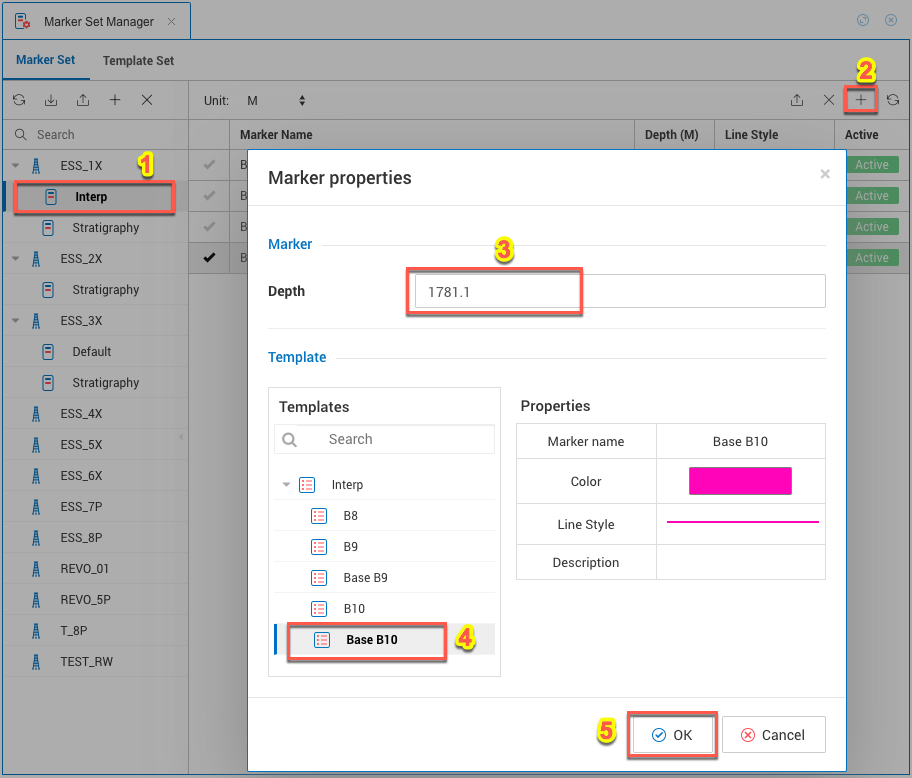 Marker Set Manager
Marker Set Template Set
Unit: M
2
Search
Marker Name Depth (M) Line Style Active
ESS_1X
1
B
Active
Interp
B
Active
Stratigraphy
B
Active
ESS_2X
B
Active
Stratigraphy
ESS_3X
Default
Stratigraphy
ESS_4X
ESS_5X
ESS_6X
ESS_7P
ESS_8P
REVO_01
REVO_5P
T_8P
TEST_RW
Marker properties
Marker
3
Depth 1781.1
Template
Templates
Search
Interp
B8
B9
Base B9
B10
Base B10
4
Properties
Marker name Base B10
Color
Line Style
Description
5
OK
Cancel